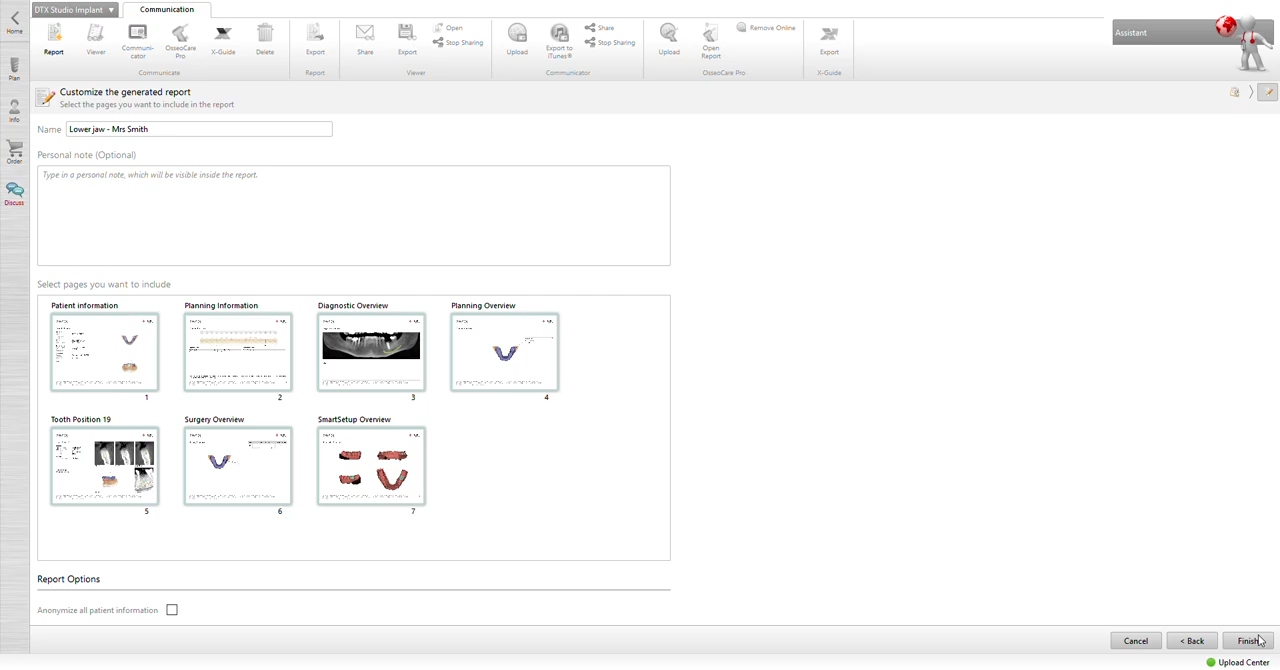 DTX Studio Implant
Communication
Home
Plan
Info
Order
Discuss
Report
Viewer
Communi-
cator
OsseoCare
Pro
X-Guide
Delete
Communicate
Export
Report
Share
Export
Open
Stop Sharing
Viewer
Upload
Export to
iTunes®
Share
Stop Sharing
Communicator
Upload
Open
Report
Remove Online
OsseoCare Pro
Export
X-Guide
Assistant
Customize the generated report
Select the pages you want to include in the report
Name
Lower jaw - Mrs Smith
Personal note (Optional)
Type in a personal note, which will be visible inside the report.
Select pages you want to include
Patient information
Planning Information
Diagnostic Overview
Planning Overview
1
2
3
4
Tooth Position 19
Surgery Overview
SmartSetup Overview
5
6
7
Report Options
Anonymize all patient information
Cancel
< Back
Finish
Upload Center